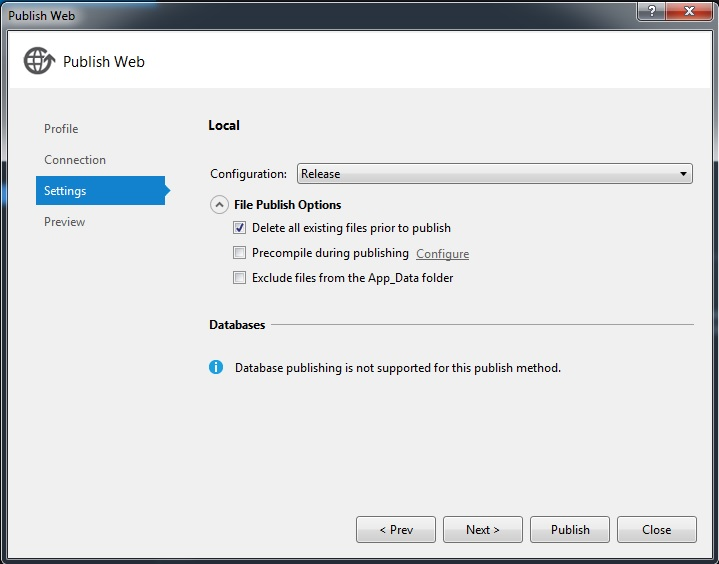 Publish Web
?
Publish Web
Profile
Connection
Settings
Preview
Local
Configuration: Release
File Publish Options
Delete all existing files prior to publish
Precompile during publishing Configure
Exclude files from the App_Data folder
Databases
Database publishing is not supported for this publish method.
< Prev Next > Publish Close